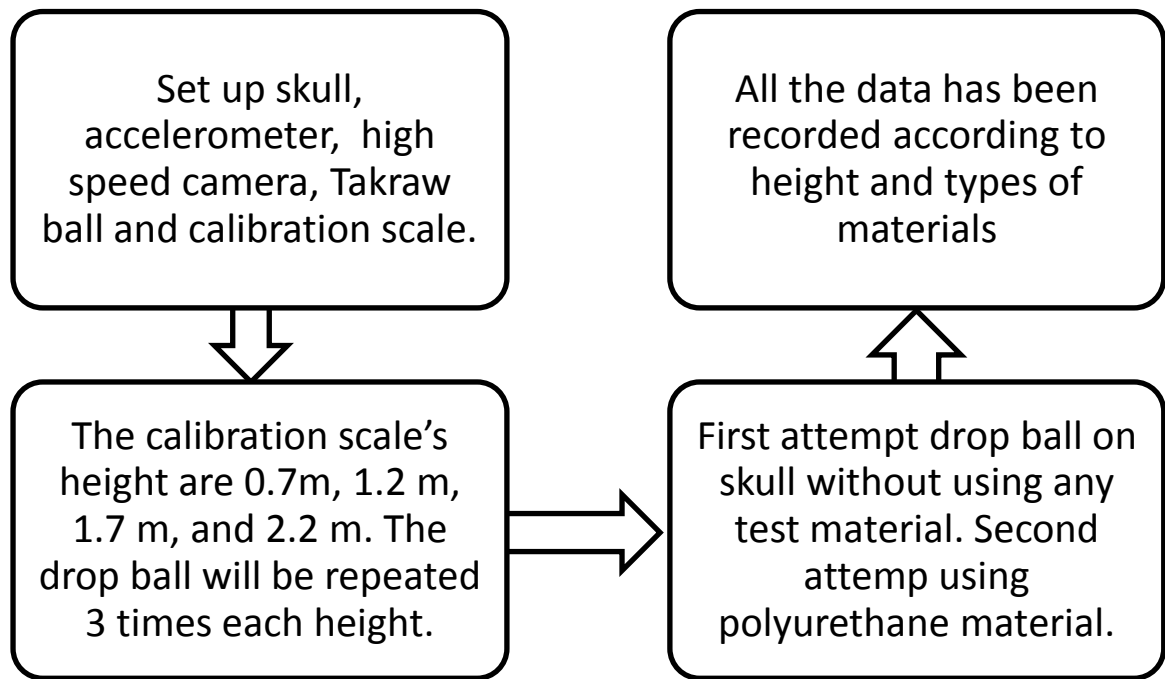 Set up skull,
accelerometer,  high
speed camera, Takraw
ball and calibration scale.
The calibration scale's
height are 0.7m, 1.2 m,
1.7 m, and 2.2 m. The
drop ball will be repeated
3 times each height.
First attempt drop ball on
skull without using any
test material. Second
attemp using
polyurethane material.
All the data has been
recorded according to
height and types of
materials